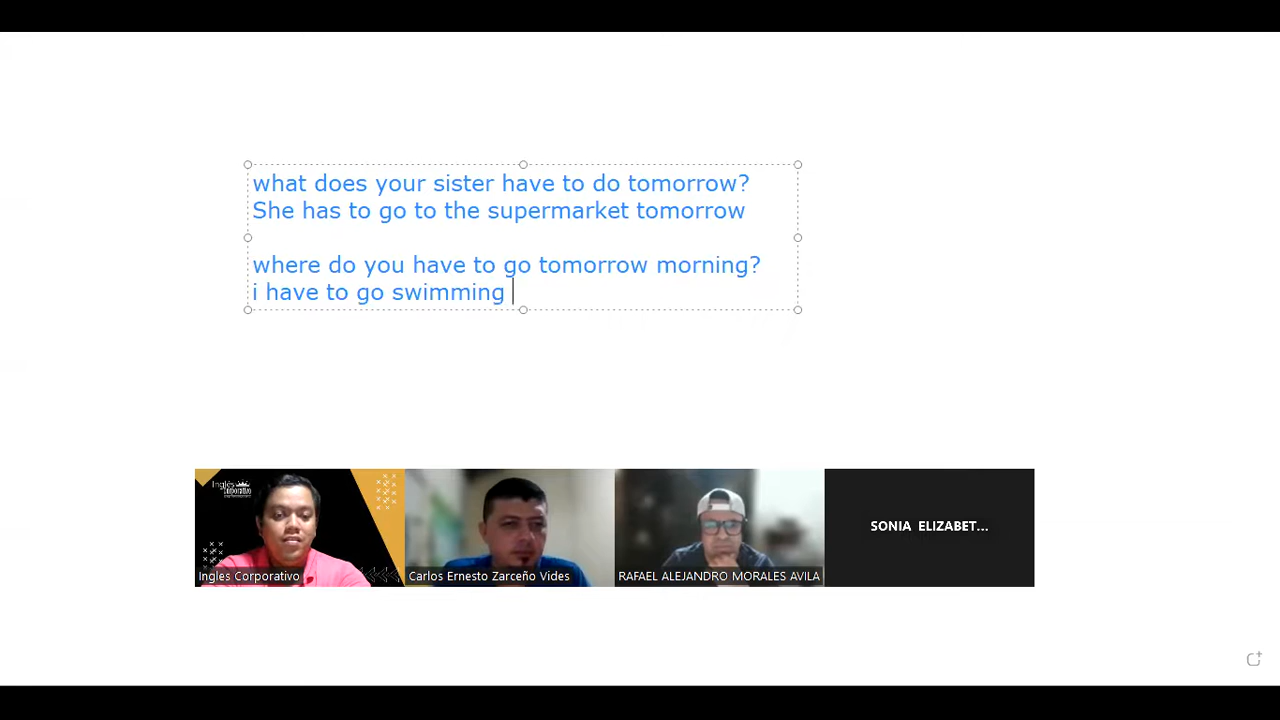 what does your sister have to do tomorrow?
She has to go to the supermarket tomorrow
where do you have to go tomorrow morning?
i have to go swimming
Inglés
Corporativo
Ingles Corporativo
Carlos Ernesto Zarceño Vides
RAFAEL ALEJANDRO MORALES AVILA
SONIA ELIZABET...